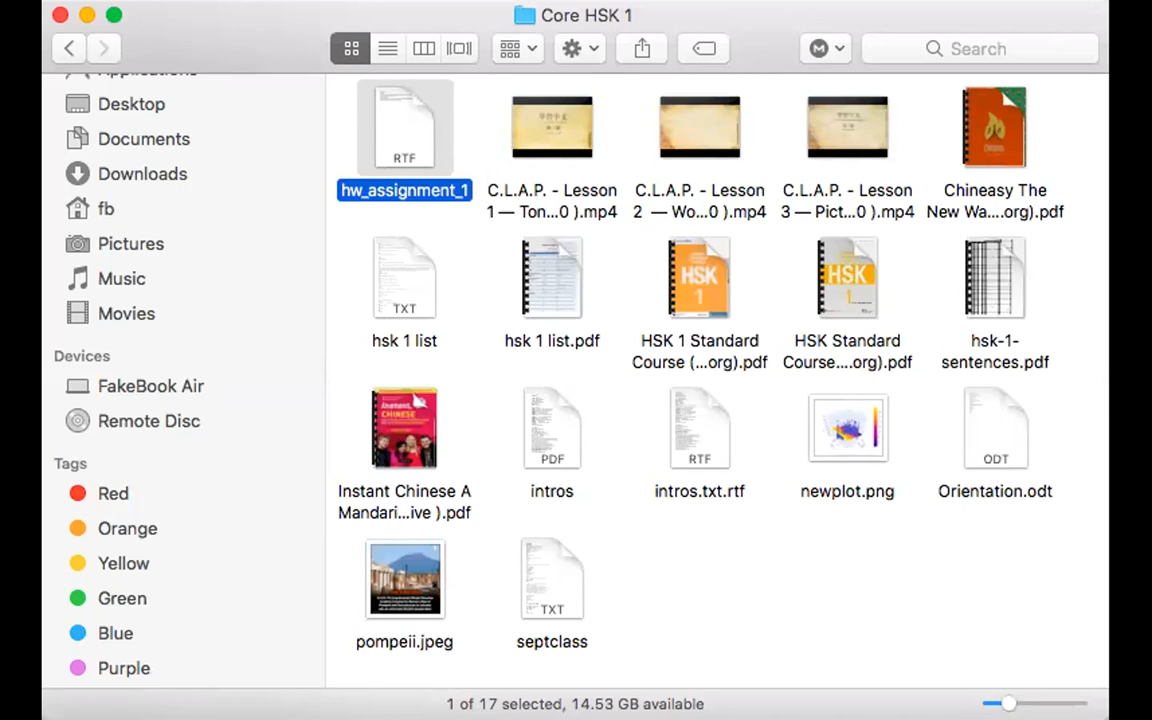 Core HSK 1
Search
Applications
Desktop
Documents
Downloads
fb
Pictures
Music
Movies
Devices
FakeBook Air
Remote Disc
Tags
Red
Orange
Yellow
Green
Blue
Purple
RTF
hw_assignment_1
C.L.A.P. - Lesson
1 — Ton...0 ).mp4
C.L.A.P. - Lesson
2 — Wo...0 ).mp4
C.L.A.P. - Lesson
3 — Pict...0 ).mp4
Chineasy The
New Wa....org).pdf
TXT
hsk 1 list
hsk 1 list.pdf
HSK
1
HSK 1 Standard
Course (...org).pdf
HSK
1
HSK Standard
Course....org).pdf
hsk-1-
sentences.pdf
Instant
CHINESE
Instant Chinese A
Mandari...ive ).pdf
PDF
intros
RTF
intros.txt.rtf
newplot.png
ODT
Orientation.odt
pompeii.jpeg
TXT
septclass
1 of 17 selected, 14.53 GB available